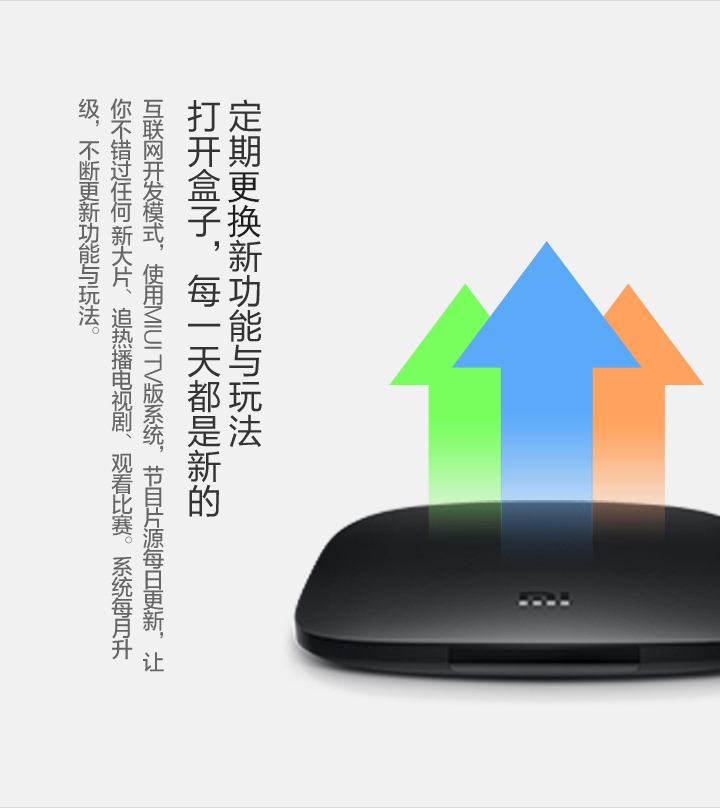 定期更换新功能与玩法
打开盒子，每一天都是新的
互联网开发模式，使用MIUI TV版系统，节目片源每日更新，让
你不错过任何 新大片、追热播电视剧、观看比赛。系统每月升
级，不断更新功能与玩法。
MI